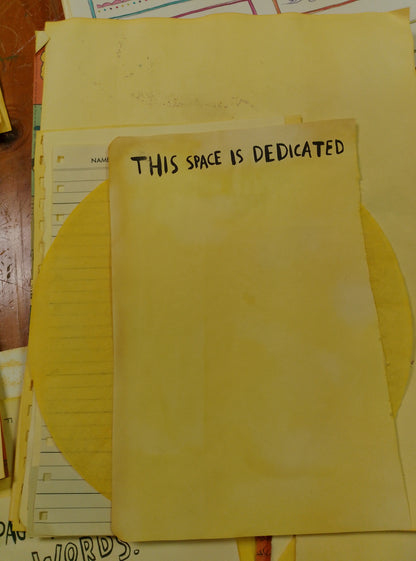 NAME
THIS SPACE IS DEDICATED
WORDS.